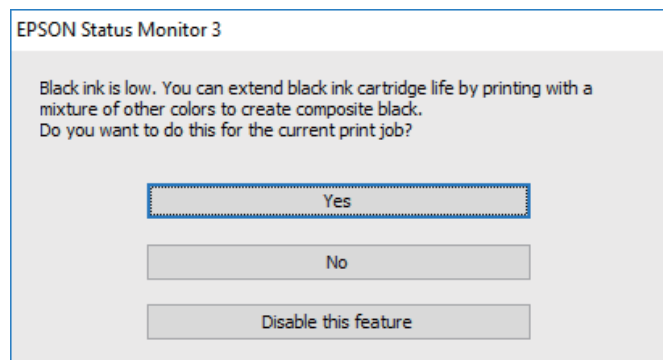 EPSON Status Monitor 3
Black ink is low. You can extend black ink cartridge life by printing with a
mixture of other colors to create composite black.
Do you want to do this for the current print job?
Yes
No
Disable this feature